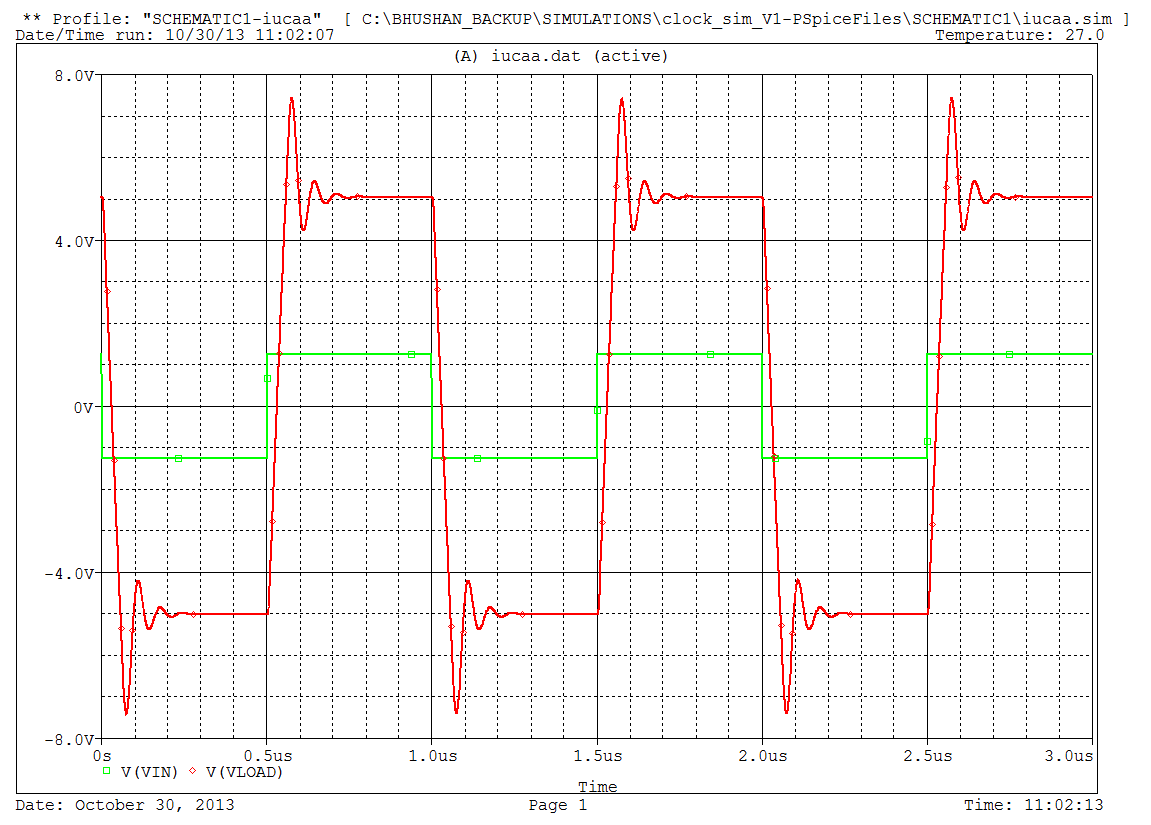 ** Profile: "SCHEMATIC1-iucaa" [ C:\BHUSHAN_BACKUP\SIMULATIONS\clock_sim_V1-PSpiceFiles\SCHEMATIC1\iucaa.sim ]
Date/Time run: 10/30/13 11:02:07 Temperature: 27.0
(A) iucaa.dat (active)
8.0V
4.0V
0V
-4.0V
-8.0V
0s 0.5us 1.0us 1.5us 2.0us 2.5us 3.0us
V(VIN) V(VLOAD)
Time
Date: October 30, 2013 Page 1 Time: 11:02:13